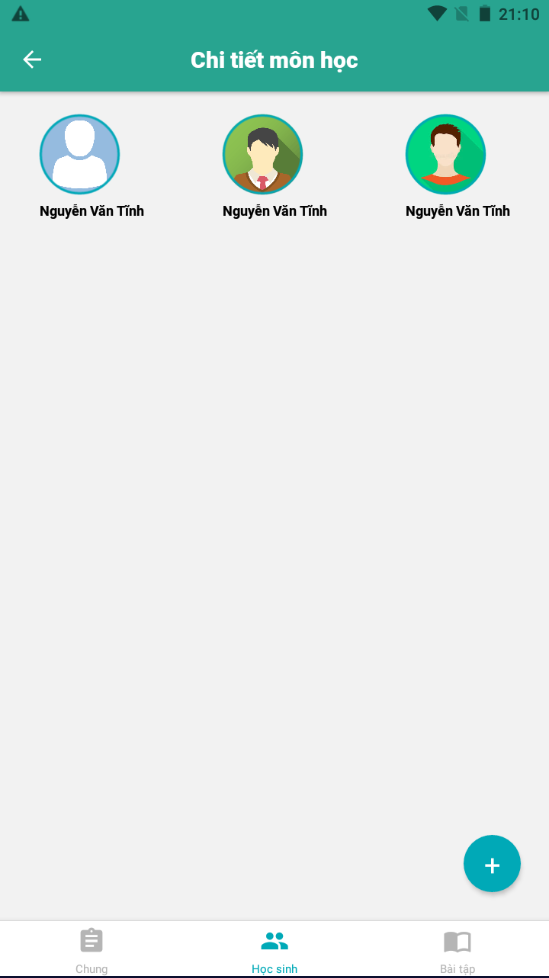 21:10
Chi tiết môn học
Nguyễn Văn Tĩnh
Nguyễn Văn Tĩnh
Nguyễn Văn Tĩnh
+
Chung
Học sinh
Bài tập